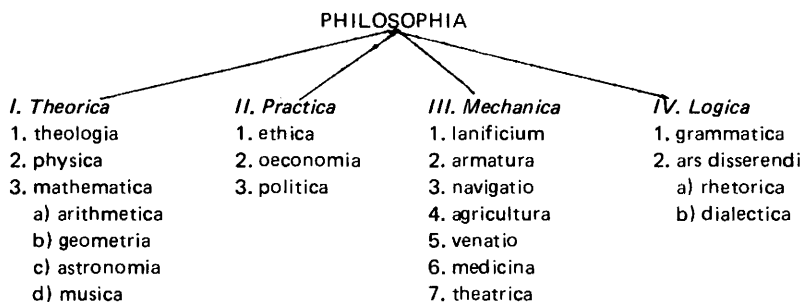 PHILOSOPHIA
I. Theorica
1. theologia
2. physica
3. mathematica
a) arithmetica
b) geometria
c) astronomia
d) musica
II. Practica
1. ethica
2. oeconomia
3. politica
III. Mechanica
1. lanificium
2. armatura
3. navigatio
4. agricultura
5. venatio
6. medicina
7. theatrica
IV. Logica
1. grammatica
2. ars disserendi
a) rhetorica
b) dialectica